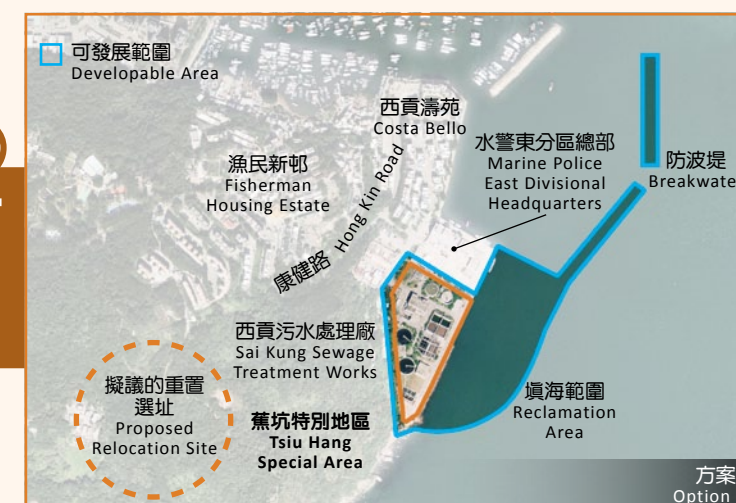 可發展範圍
Developable Area
西貢濤苑
Costa Bello
水警東分區總部
Marine Police
East Divisional
Headquarters
防波堤
Breakwate
漁民新邨
Fisherman
Housing Estate
康健路 Hong Kin Road
西貢污水處理廠
Sai Kung Sewage
Treatment Works
擬議的重置
選址
Proposed
Relocation Site
蕉坑特別地區
Tsiu Hang
Special Area
填海範圍
Reclamation
Area
方案
Option